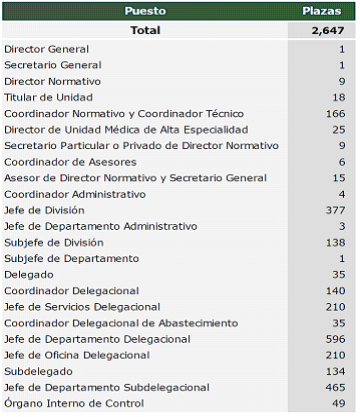 Puesto Plazas
Total 2,647
Director General 1
Secretario General 1
Director Normativo 9
Titular de Unidad 18
Coordinador Normativo y Coordinador Técnico 166
Director de Unidad Médica de Alta Especialidad 25
Secretario Particular o Privado de Director Normativo 9
Coordinador de Asesores 6
Asesor de Director Normativo y Secretario General 15
Coordinador Administrativo 4
Jefe de División 377
Jefe de Departamento Administrativo 3
Subjefe de División 138
Subjefe de Departamento 1
Delegado 35
Coordinador Delegacional 140
Jefe de Servicios Delegacional 210
Coordinador Delegacional de Abastecimiento 35
Jefe de Departamento Delegacional 596
Jefe de Oficina Delegacional 210
Subdelegado 134
Jefe de Departamento Subdelegacional 465
Órgano Interno de Control 49